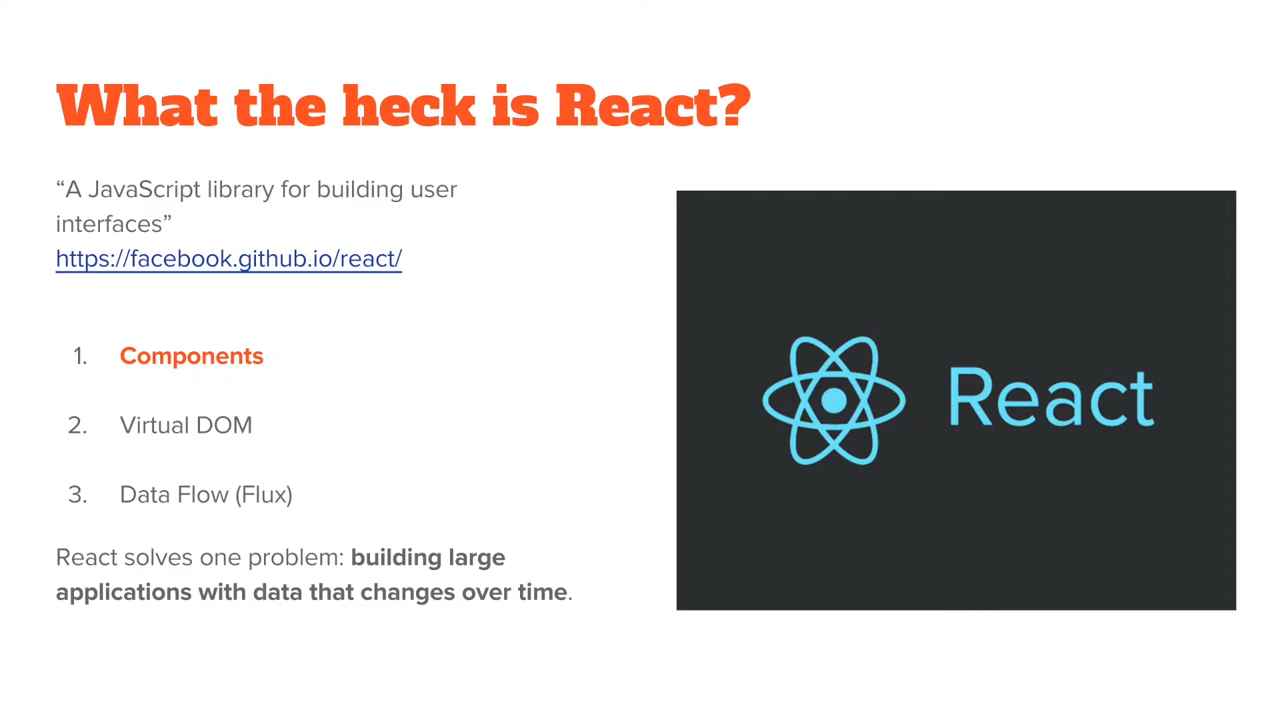 What the heck is React?
“A JavaScript library for building user
interfaces”
https://facebook.github.io/react/
1. Components
2. Virtual DOM
3. Data Flow (Flux)
React solves one problem: building large
applications with data that changes over time.
React